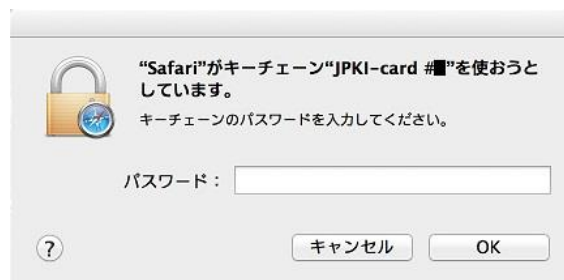 “Safari”がキーチェーン“JPKI-card #■”を使おうと
しています。
キーチェーンのパスワードを入力してください。
パスワード：
?
キャンセル
OK